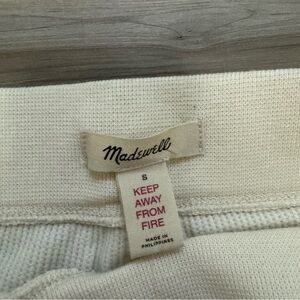 Madewell
S
KEEP
AWAY
FROM
FIRE
MADE IN
PHILIPPINES